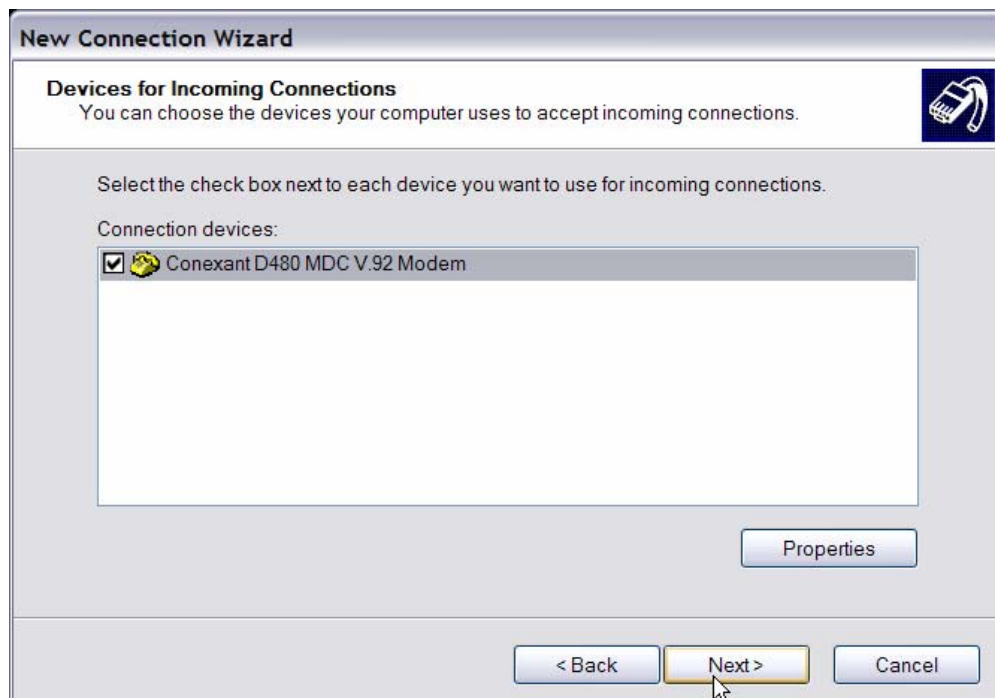 New Connection Wizard
Devices for Incoming Connections
You can choose the devices your computer uses to accept incoming connections.
Select the check box next to each device you want to use for incoming connections.
Connection devices:
Conexant D480 MDC V.92 Modem
Properties
< Back
Next >
Cancel